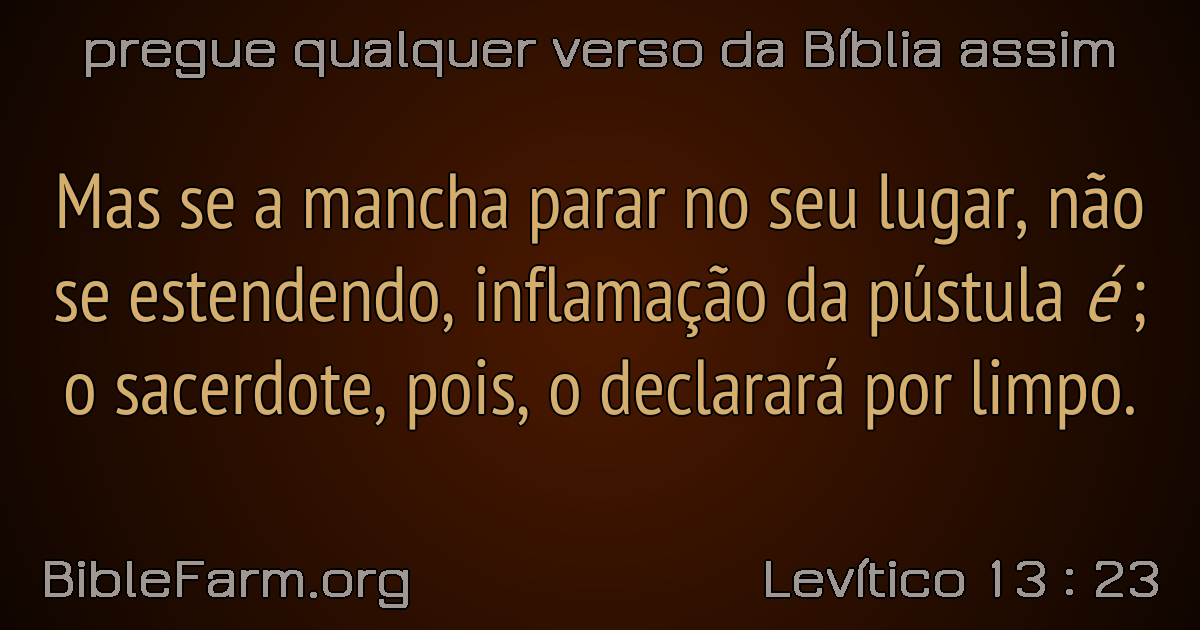 pregue qualquer verso da Bíblia assim
Mas se a mancha parar no seu lugar, não
se estendendo, inflamação da pústula é ;
o sacerdote, pois, o declarará por limpo.
BibleFarm.org
Levítico 13 : 23